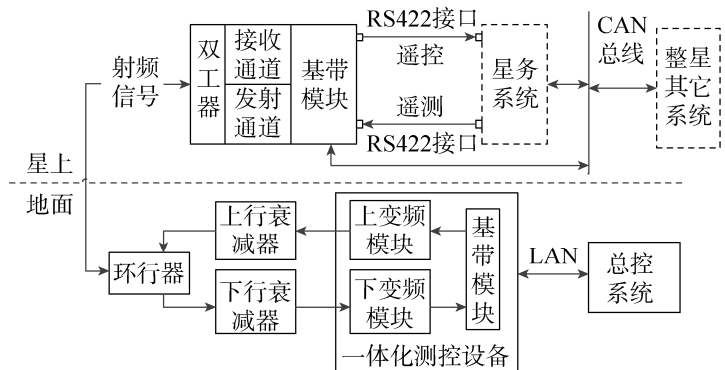 射频
信号
双
工
器
接收
通道
发射
通道
基带
模块
RS422接口
遥控
遥测
RS422接口
星务
系统
CAN
总线
整星
其它
系统
星上
地面
环行器
上行衰
减器
下行衰
减器
上变频
模块
下变频
模块
基
带
模
块
一体化测控设备
LAN
总控
系统